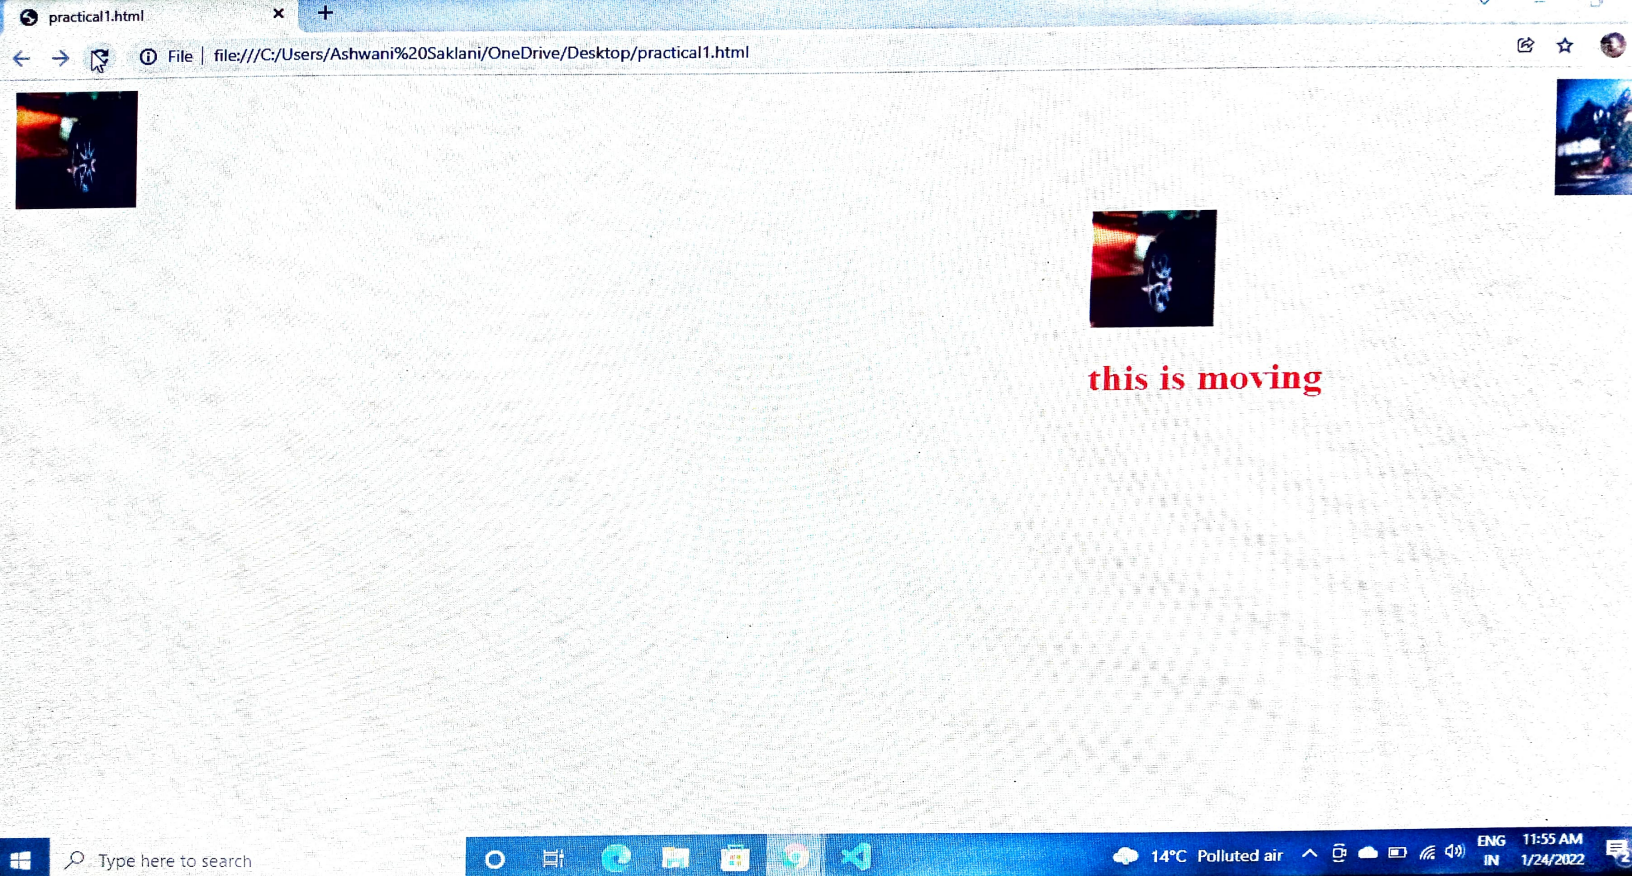 practical1.html
File | file:///C:/Users/Ashwani%20Saklani/OneDrive/Desktop/practical1.html
this is moving
Type here to search
14°C Polluted air
ENG
IN
11:55 AM
1/24/2022
2